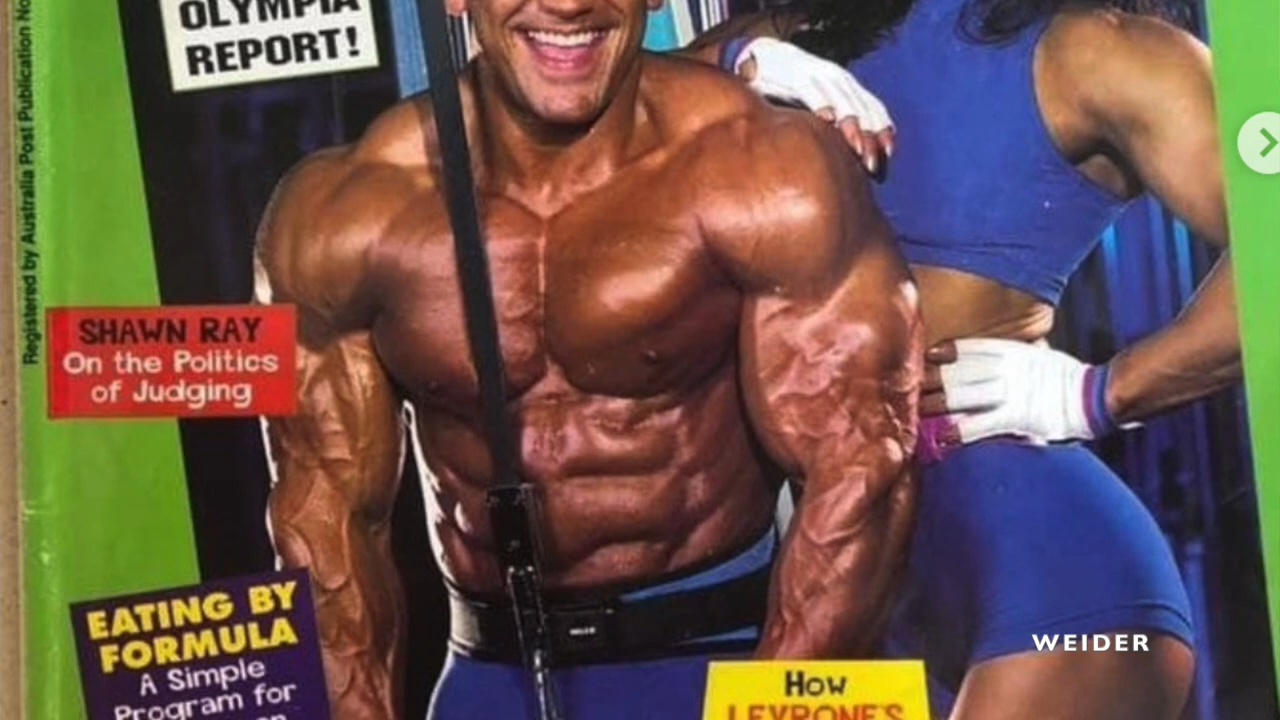 OLYMPIA
REPORT!
Registered by Australia Post Publication No
SHAWN RAY
On the Politics
of Judging
EATING BY
FORMULA
A Simple
Program for
WEIDER
How
LEVRONE'S